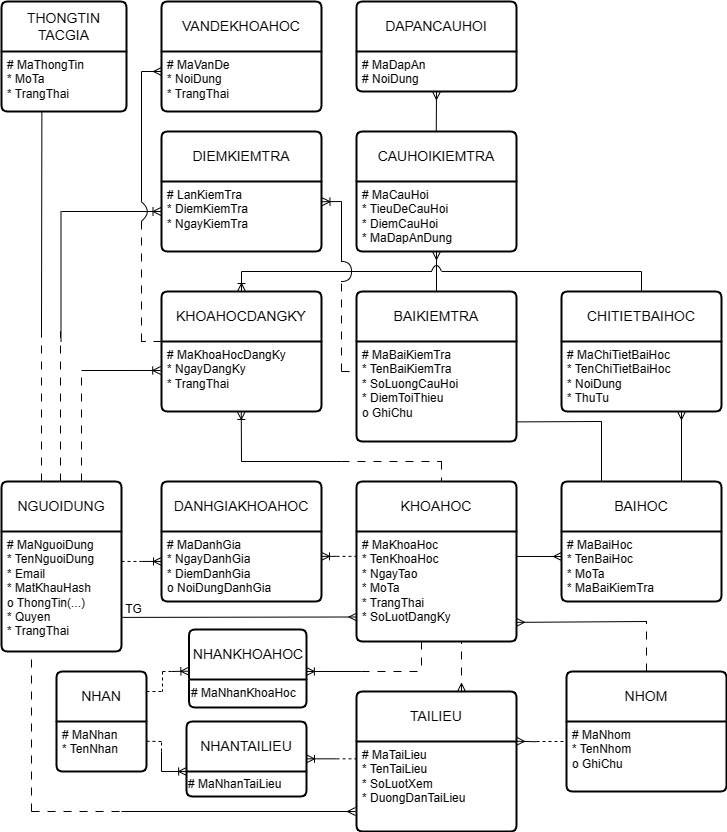 THONGTIN
TACGIA
# MaThongTin
* MoTa
* TrangThai
VANDEKHOAHOC
# MaVanDe
* NoiDung
* TrangThai
DAPANCAUHOI
# MaDapAn
# NoiDung
DIEMKIEMTRA
# LanKiemTra
* DiemKiemTra
* NgayKiemTra
CAUHOIKIEMTRA
# MaCauHoi
* TieuDeCauHoi
* DiemCauHoi
* MaDapAnDung
KHOAHOCDANGKY
# MaKhoaHocDangKy
* NgayDangKy
* TrangThai
BAIKIEMTRA
# MaBaiKiemTra
* TenBaiKiemTra
* SoLuongCauHoi
* DiemToiThieu
o GhiChu
CHITIETBAIHOC
# MaChiTietBaiHoc
* TenChiTietBaiHoc
* NoiDung
* ThuTu
NGUOIDUNG
# MaNguoiDung
* TenNguoiDung
* Email
* MatKhauHash
o ThongTin(...)
* Quyen
* TrangThai
DANHGIAKHOAHOC
# MaDanhGia
* NgayDanhGia
* DiemDanhGia
o NoiDungDanhGia
KHOAHOC
# MaKhoaHoc
* TenKhoaHoc
* NgayTao
* MoTa
* TrangThai
* SoLuotDangKy
BAIHOC
# MaBaiHoc
* TenBaiHoc
* MoTa
* MaBaiKiemTra
TG
NHANKHOAHOC
# MaNhanKhoaHoc
NHAN
# MaNhan
* TenNhan
NHANTAILIEU
# MaNhanTaiLieu
TAILIEU
# MaTaiLieu
* TenTaiLieu
* SoLuotXem
* DuongDanTaiLieu
NHOM
# MaNhom
* TenNhom
o GhiChu